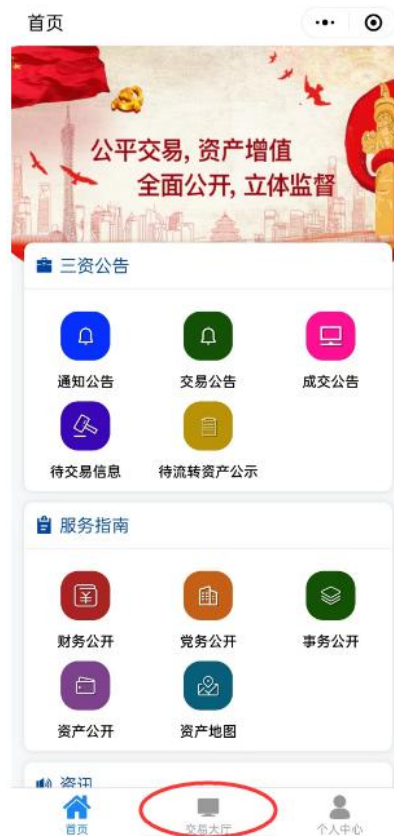 首页
公平交易, 资产增值
全面公开, 立体监督
三资公告
通知公告 交易公告 成交公告
待交易信息 待流转资产公示
服务指南
财务公开 党务公开 事务公开
资产公开 资产地图
资讯
首页 交易大厅 个人中心